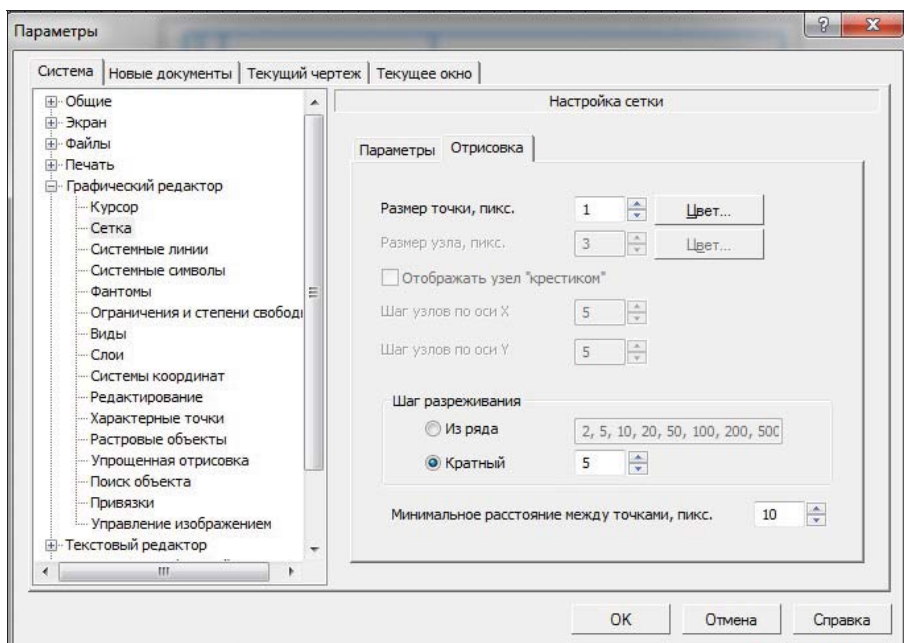 Параметры
Система Новые документы Текущий чертеж Текущее окно
Общие
Экран
Файлы
Печать
Графический редактор
Курсор
Сетка
Системные линии
Системные символы
Фантомы
Ограничения и степени свободы
Виды
Слои
Системы координат
Редактирование
Характерные точки
Растровые объекты
Упрощенная отрисовка
Поиск объекта
Привязки
Управление изображением
Текстовый редактор
Настройка сетки
Параметры Отрисовка
Размер точки, пикс. 1 Цвет...
Размер узла, пикс. 3 Цвет...
Отображать узел "крестиком"
Шаг узлов по оси X 5
Шаг узлов по оси Y 5
Шаг разреживания
Из ряда 2, 5, 10, 20, 50, 100, 200, 500
Кратный 5
Минимальное расстояние между точками, пикс. 10
OK Отмена Справка